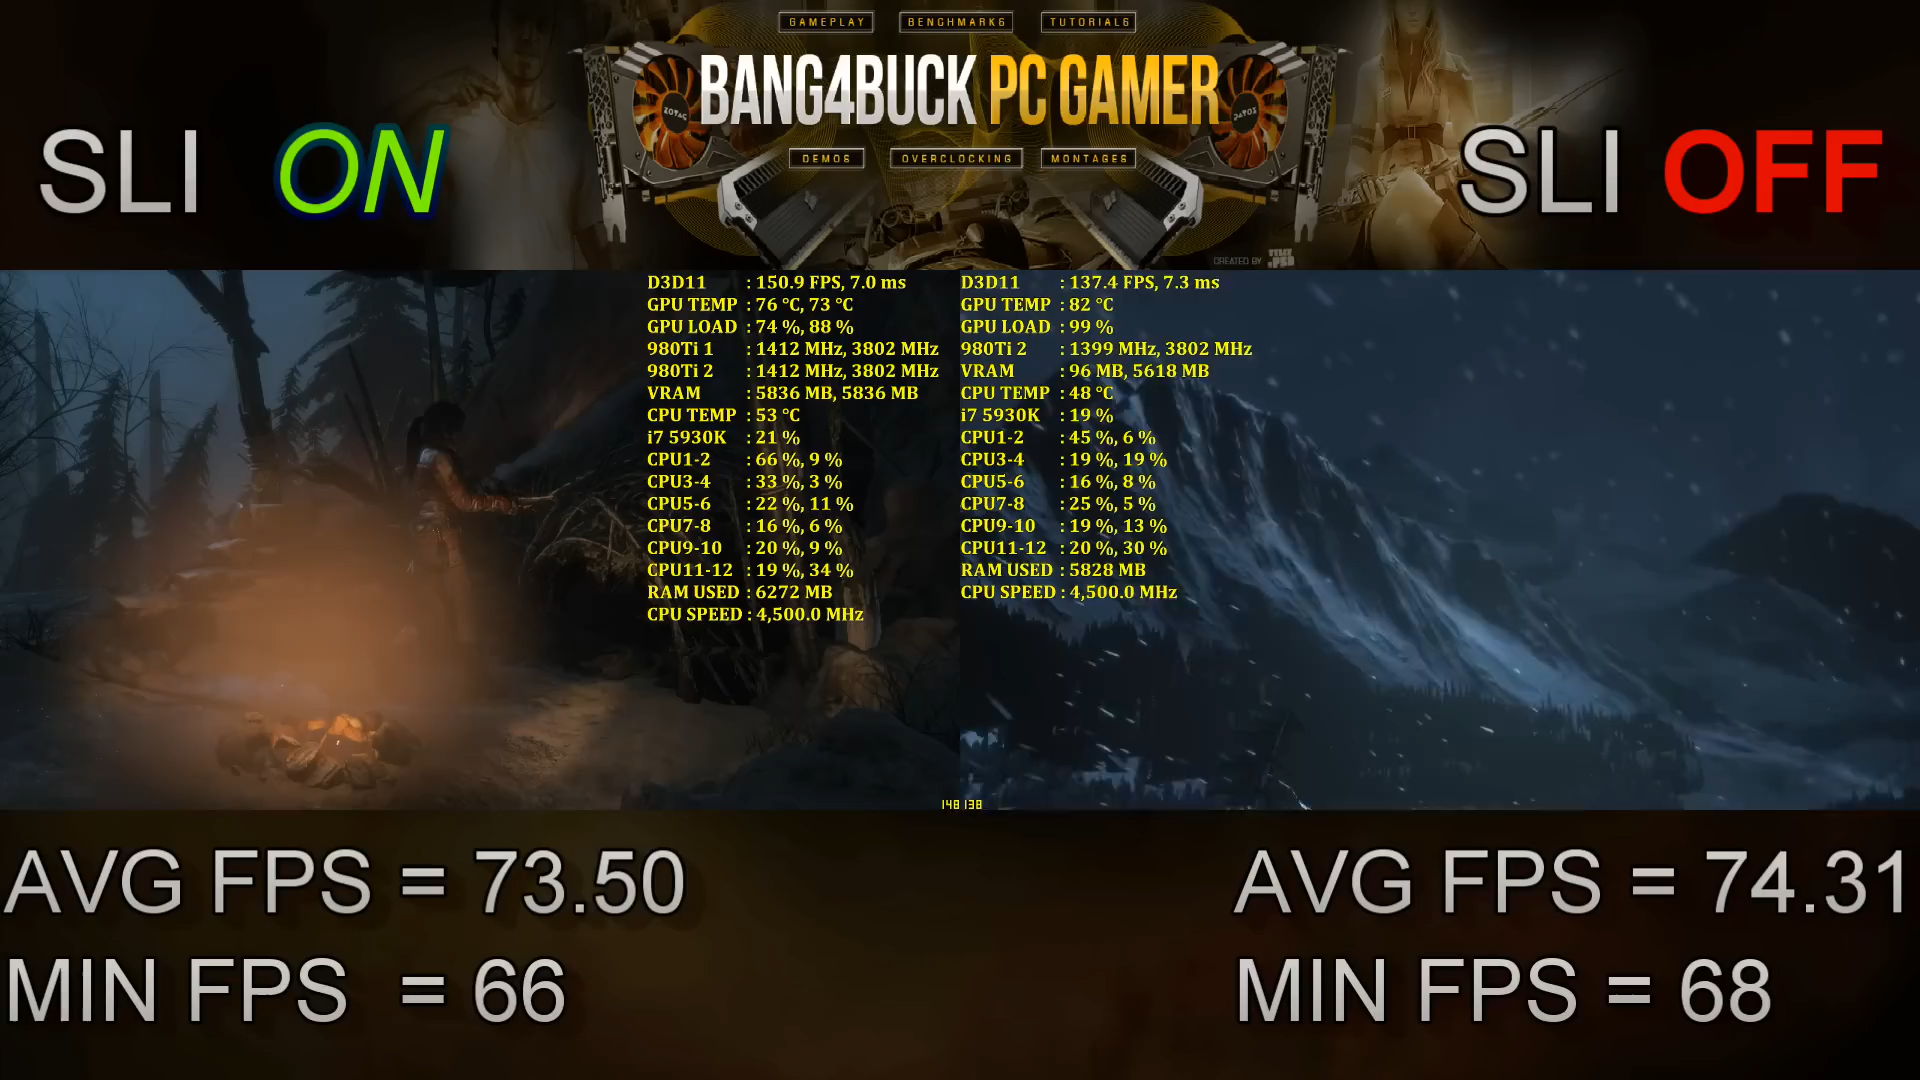 GAMEPLAY BENCHMARKS TUTORIALS
BANG4BUCK PC GAMER
ZOTAC
SLI ON
SLI OFF
DEMOS OVERCLOCKING MONTAGES
CREATED BY
D3D11 : 150.9 FPS, 7.0 ms
GPU TEMP : 76 °C, 73 °C
GPU LOAD : 74 %, 88 %
980Ti 1 : 1412 MHz, 3802 MHz
980Ti 2 : 1412 MHz, 3802 MHz
VRAM : 5836 MB, 5836 MB
CPU TEMP : 53 °C
i7 5930K : 21 %
CPU1-2 : 66 %, 9 %
CPU3-4 : 33 %, 3 %
CPU5-6 : 22 %, 11 %
CPU7-8 : 16 %, 6 %
CPU9-10 : 20 %, 9 %
CPU11-12 : 19 %, 34 %
RAM USED : 6272 MB
CPU SPEED : 4,500.0 MHz
D3D11 : 137.4 FPS, 7.3 ms
GPU TEMP : 82 °C
GPU LOAD : 99 %
980Ti 2 : 1399 MHz, 3802 MHz
VRAM : 96 MB, 5618 MB
CPU TEMP : 48 °C
i7 5930K : 19 %
CPU1-2 : 45 %, 6 %
CPU3-4 : 19 %, 19 %
CPU5-6 : 16 %, 8 %
CPU7-8 : 25 %, 5 %
CPU9-10 : 19 %, 13 %
CPU11-12 : 20 %, 30 %
RAM USED : 5828 MB
CPU SPEED : 4,500.0 MHz
148 138
AVG FPS = 73.50
MIN FPS = 66
AVG FPS = 74.31
MIN FPS = 68